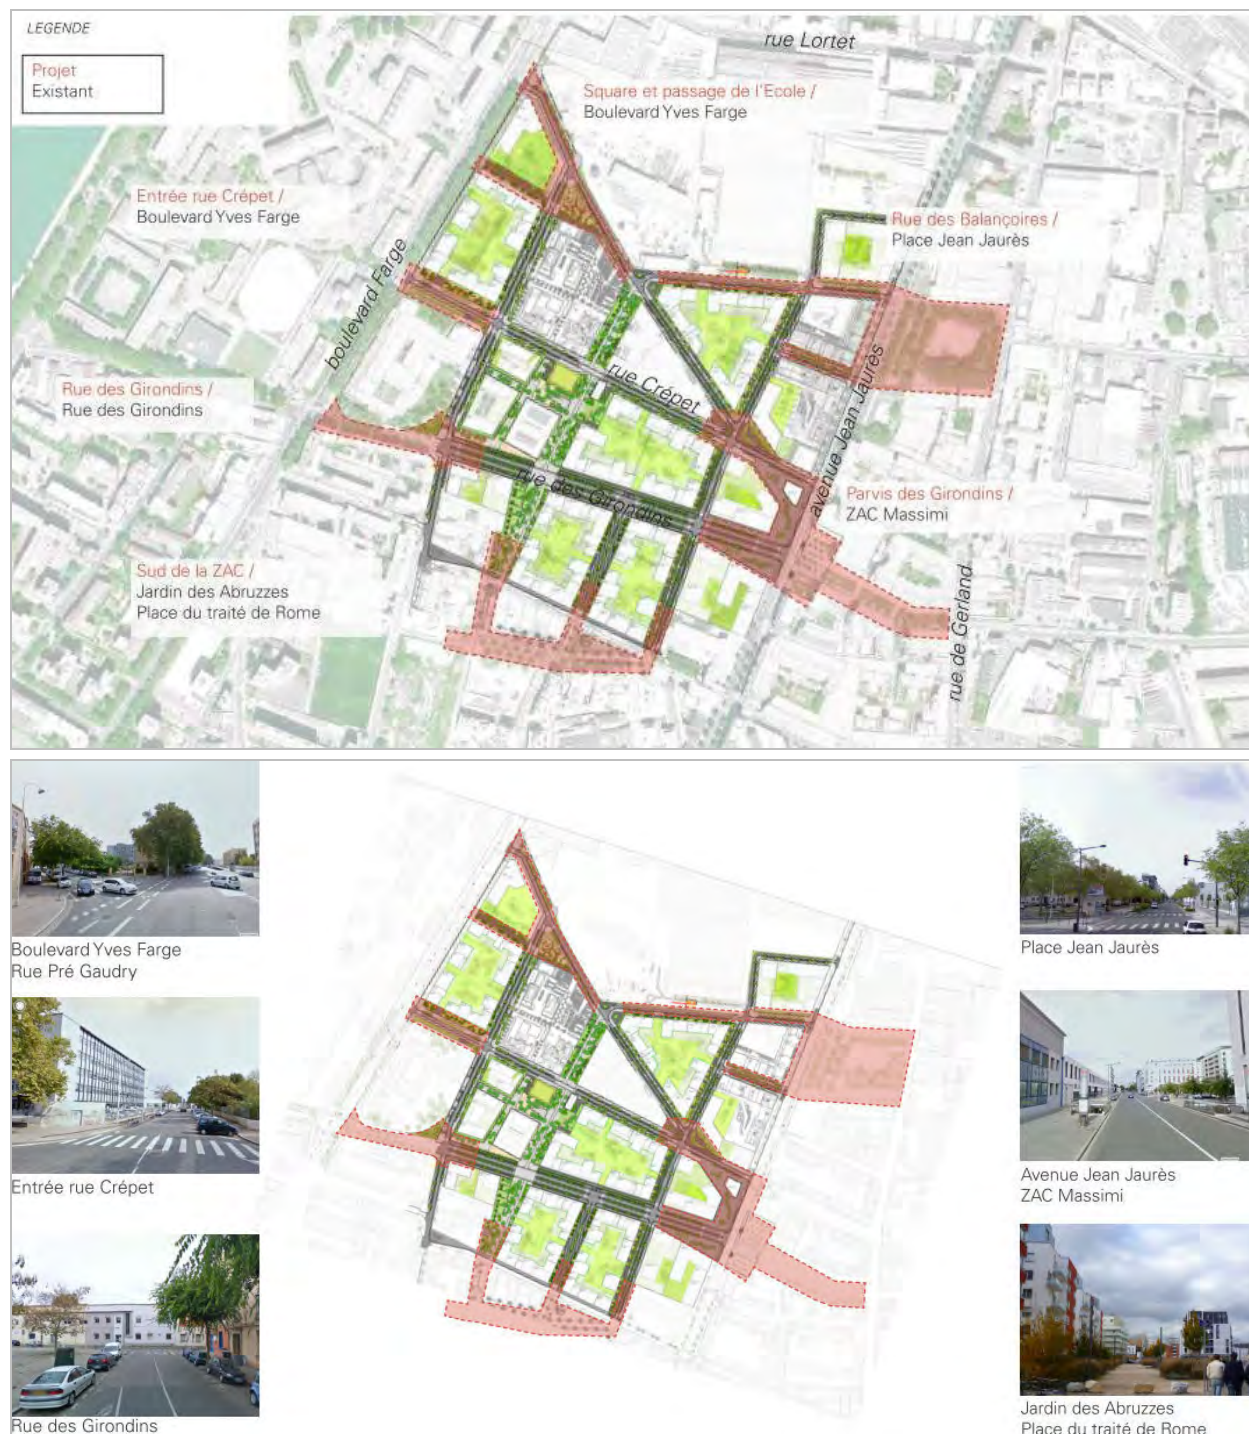 LEGENDE
Projet
Existant
rue Lortet
Square et passage de l'Ecole /
Boulevard Yves Farge
Entrée rue Crépet /
Boulevard Yves Farge
Rue des Balançoires /
Place Jean Jaurès
boulevard Farge
rue Crépet
Rue des Girondins /
Rue des Girondins
avenue Jean Jaurès
rue des Girondins
Parvis des Girondins /
ZAC Massimi
Sud de la ZAC /
Jardin des Abruzzes
Place du traité de Rome
rue de Gerland
Boulevard Yves Farge
Rue Pré Gaudry
Place Jean Jaurès
Entrée rue Crépet
Avenue Jean Jaurès
ZAC Massimi
Rue des Girondins
Jardin des Abruzzes
Place du traité de Rome